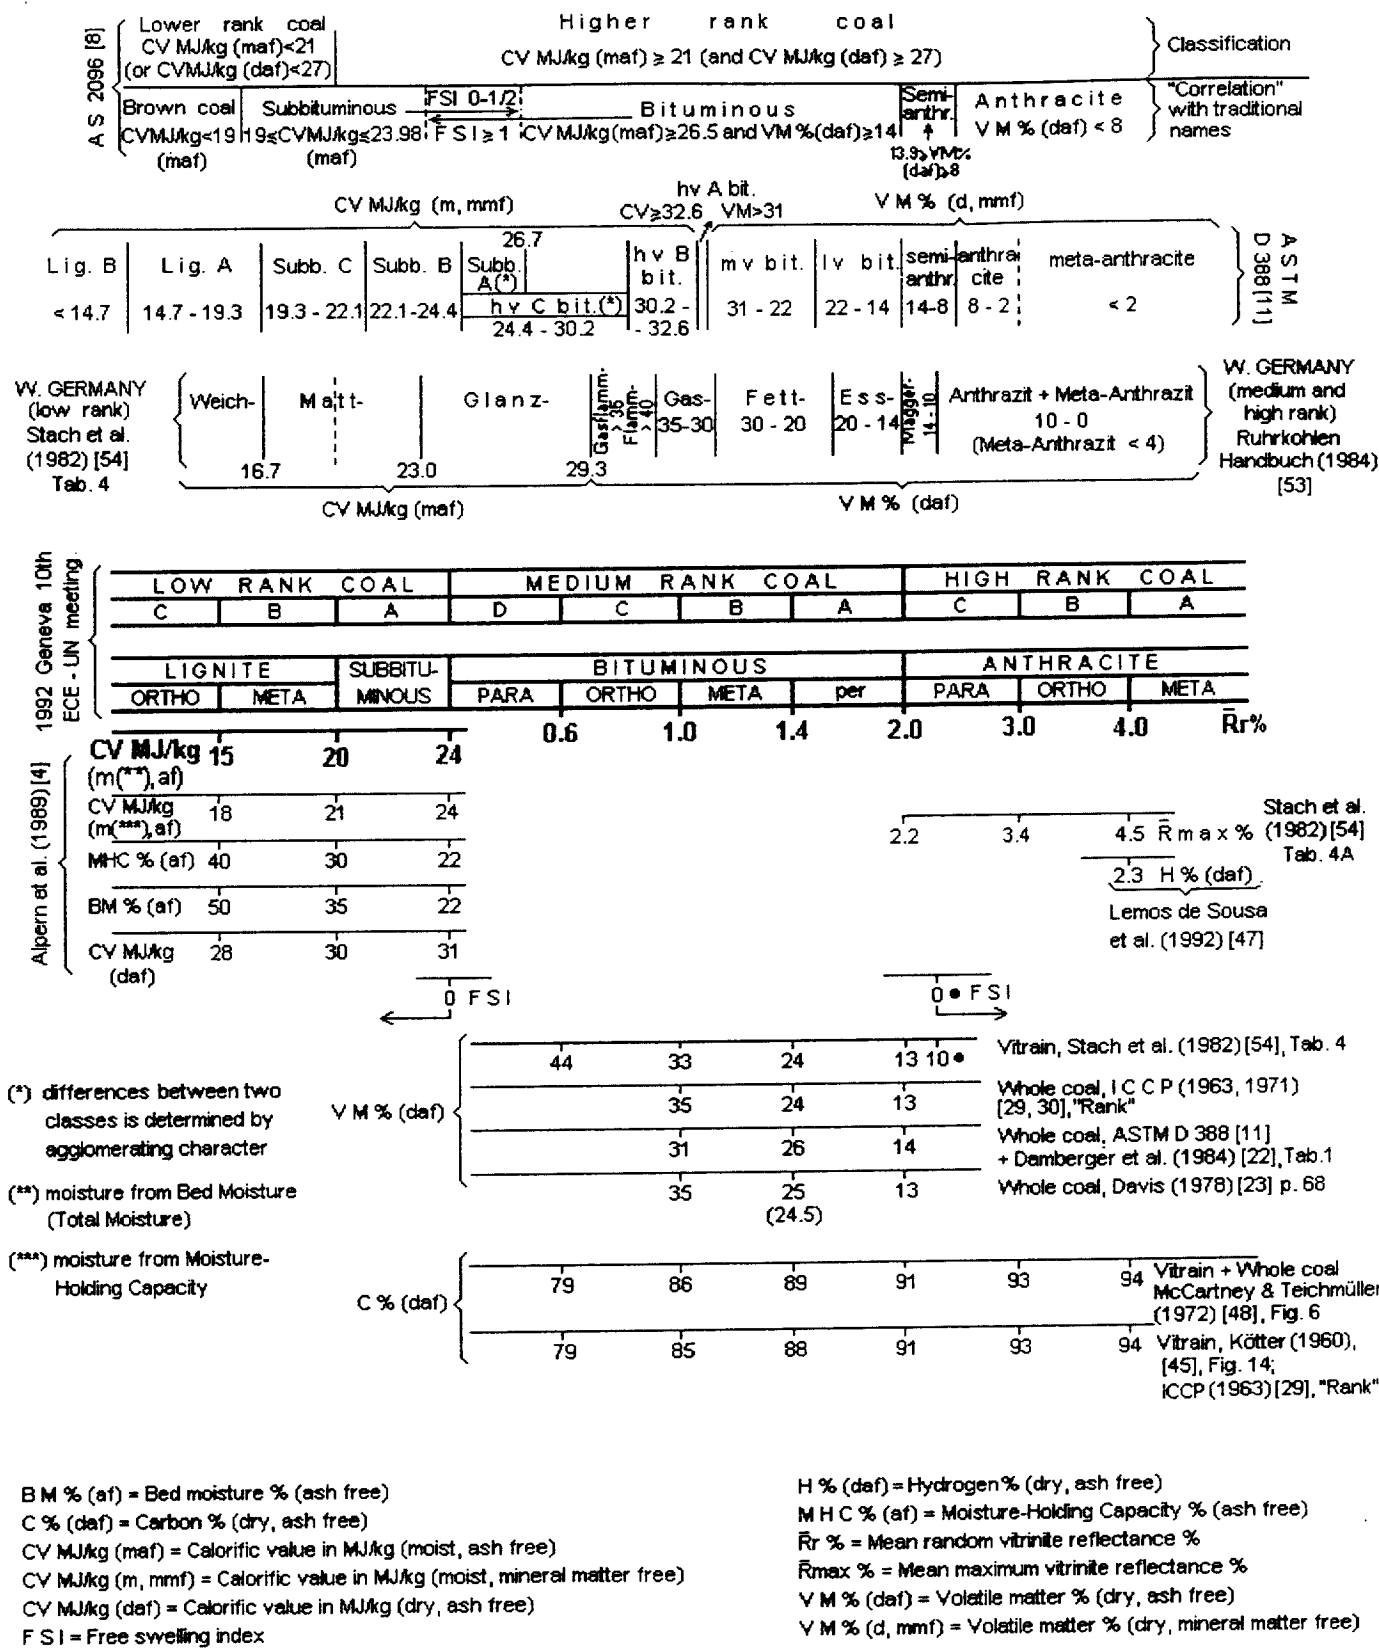 AS 2096 [8]
Lower rank coal
CV MJ/kg (maf)<21
(or CVMJ/kg (daf)<27)
Higher rank coal
CV MJ/kg (maf) ≥ 21 (and CV MJ/kg (daf) ≥ 27)
Classification
Brown coal
CVMJ/kg<19
(maf)
Subbituminous
19≤CVMJ/kg≤23.98
(maf)
FSI 0-1/2
FSI≥1
Bituminous
CV MJ/kg(maf)≥26.5 and VM%(daf)≥14
Semi-
anthr.
13.9≥VM%
(daf)≥8
Anthracite
VM% (daf) < 8
"Correlation"
with traditional
names
CV MJ/kg (m, mmf)
hv A bit.
CV≥32.6 VM>31
VM% (d, mmf)
Lig. B
< 14.7
Lig. A
14.7 - 19.3
Subb. C
19.3 - 22.1
Subb. B
22.1-24.4
26.7
Subb.
A(*)
hv C bit.(*)
24.4 - 30.2
hv B
bit.
30.2 -
- 32.6
mv bit.
31 - 22
lv bit.
22 - 14
semi-
anthr.
14-8
anthra
cite
8 - 2
meta-anthracite
< 2
ASTM
D 388 [11]
W. GERMANY
(low rank)
Stach et al.
(1982) [54]
Tab. 4
Weich-
Matt-
Glanz-
16.7
23.0
29.3
CV MJ/kg (maf)
Gasflamm-
> 35
Flamm-
> 40
Gas-
35-30
Fett-
30 - 20
Ess-
20 - 14
Magger-
14 - 10
Anthrazit + Meta-Anthrazit
10 - 0
(Meta-Anthrazit < 4)
VM% (daf)
W. GERMANY
(medium and
high rank)
Ruhrkohlen
Handbuch (1984)
[53]
1992 Geneva 10th
ECE - UN meeting.
LOW RANK COAL MEDIUM RANK COAL HIGH RANK COAL
C B A D C B A C B A
LIGNITE SUBBITU- BITUMINOUS ANTHRACITE
ORTHO META MINOUS PARA ORTHO META per PARA ORTHO META
0.6 1.0 1.4 2.0 3.0 4.0 R̄r%
Alpern et al. (1989) [4]
CV MJ/kg 15 20 24
(m(**), af)
CV MJ/kg 18 21 24
(m(***), af)
MHC % (af) 40 30 22
BM % (af) 50 35 22
CV MJ/kg 28 30 31
(daf)
2.2 3.4 4.5 R̄ max %
Stach et al.
(1982) [54]
Tab. 4A
2.3 H % (daf)
Lemos de Sousa
et al. (1992) [47]
0 FSI
0 • FSI
VM % (daf)
44 33 24 13 10 • Vitrain, Stach et al. (1982) [54], Tab. 4
35 24 13 Whole coal, ICCP (1963, 1971)
[29, 30], "Rank"
31 26 14 Whole coal, ASTM D 388 [11]
+ Damberger et al. (1984) [22], Tab.1
35 25 13 Whole coal, Davis (1978) [23] p. 68
(24.5)
(*) differences between two
classes is determined by
agglomerating character
(**) moisture from Bed Moisture
(Total Moisture)
(***) moisture from Moisture-
Holding Capacity
C % (daf)
79 86 89 91 93 94 Vitrain + Whole coal
McCartney & Teichmüller
(1972) [48], Fig. 6
79 85 88 91 93 94 Vitrain, Kötter (1960),
[45], Fig. 14;
ICCP (1963) [29], "Rank"
BM % (af) = Bed moisture % (ash free)
C % (daf) = Carbon % (dry, ash free)
CV MJ/kg (maf) = Calorific value in MJ/kg (moist, ash free)
CV MJ/kg (m, mmf) = Calorific value in MJ/kg (moist, mineral matter free)
CV MJ/kg (daf) = Calorific value in MJ/kg (dry, ash free)
FSI = Free swelling index
H % (daf) = Hydrogen % (dry, ash free)
MHC % (af) = Moisture-Holding Capacity % (ash free)
R̄r % = Mean random vitrinite reflectance %
R̄max % = Mean maximum vitrinite reflectance %
VM % (daf) = Volatile matter % (dry, ash free)
VM % (d, mmf) = Volatile matter % (dry, mineral matter free)